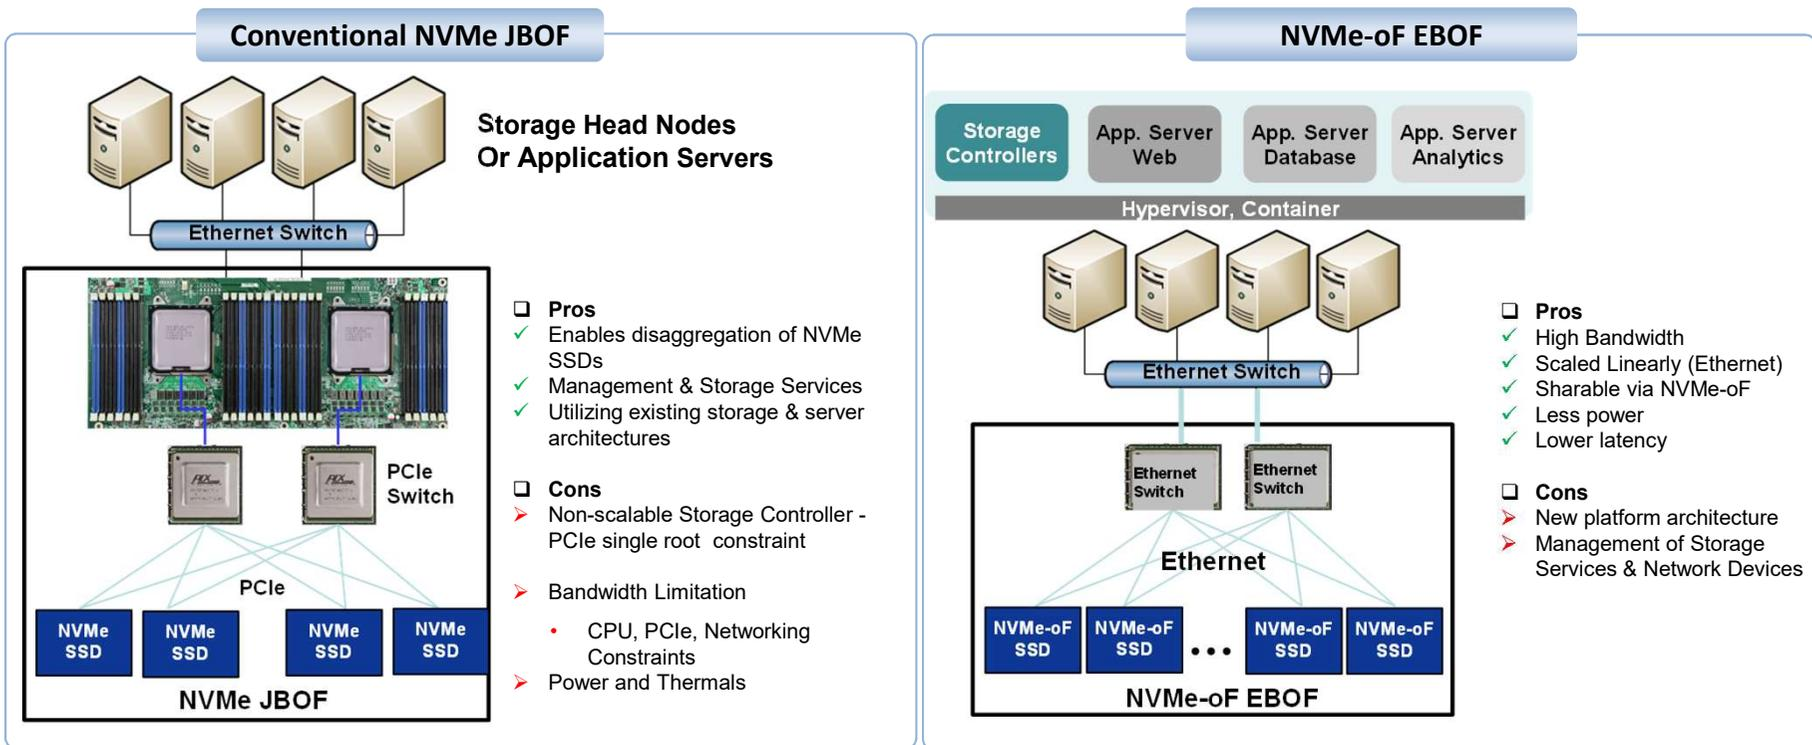 Conventional NVMe JBOF
Storage Head Nodes
Or Application Servers
Ethernet Switch
PCIe
Switch
PCIe
NVMe
SSD
NVMe
SSD
NVMe
SSD
NVMe
SSD
NVMe JBOF
Pros
Enables disaggregation of NVMe
SSDs
Management & Storage Services
Utilizing existing storage & server
architectures
Cons
Non-scalable Storage Controller -
PCIe single root constraint
Bandwidth Limitation
CPU, PCIe, Networking
Constraints
Power and Thermals
NVMe-oF EBOF
Storage
Controllers
App. Server
Web
App. Server
Database
App. Server
Analytics
Hypervisor, Container
Ethernet Switch
Ethernet
Switch
Ethernet
Switch
Ethernet
NVMe-oF
SSD
NVMe-oF
SSD
...
NVMe-oF
SSD
NVMe-oF
SSD
NVMe-oF EBOF
Pros
High Bandwidth
Scaled Linearly (Ethernet)
Sharable via NVMe-oF
Less power
Lower latency
Cons
New platform architecture
Management of Storage
Services & Network Devices